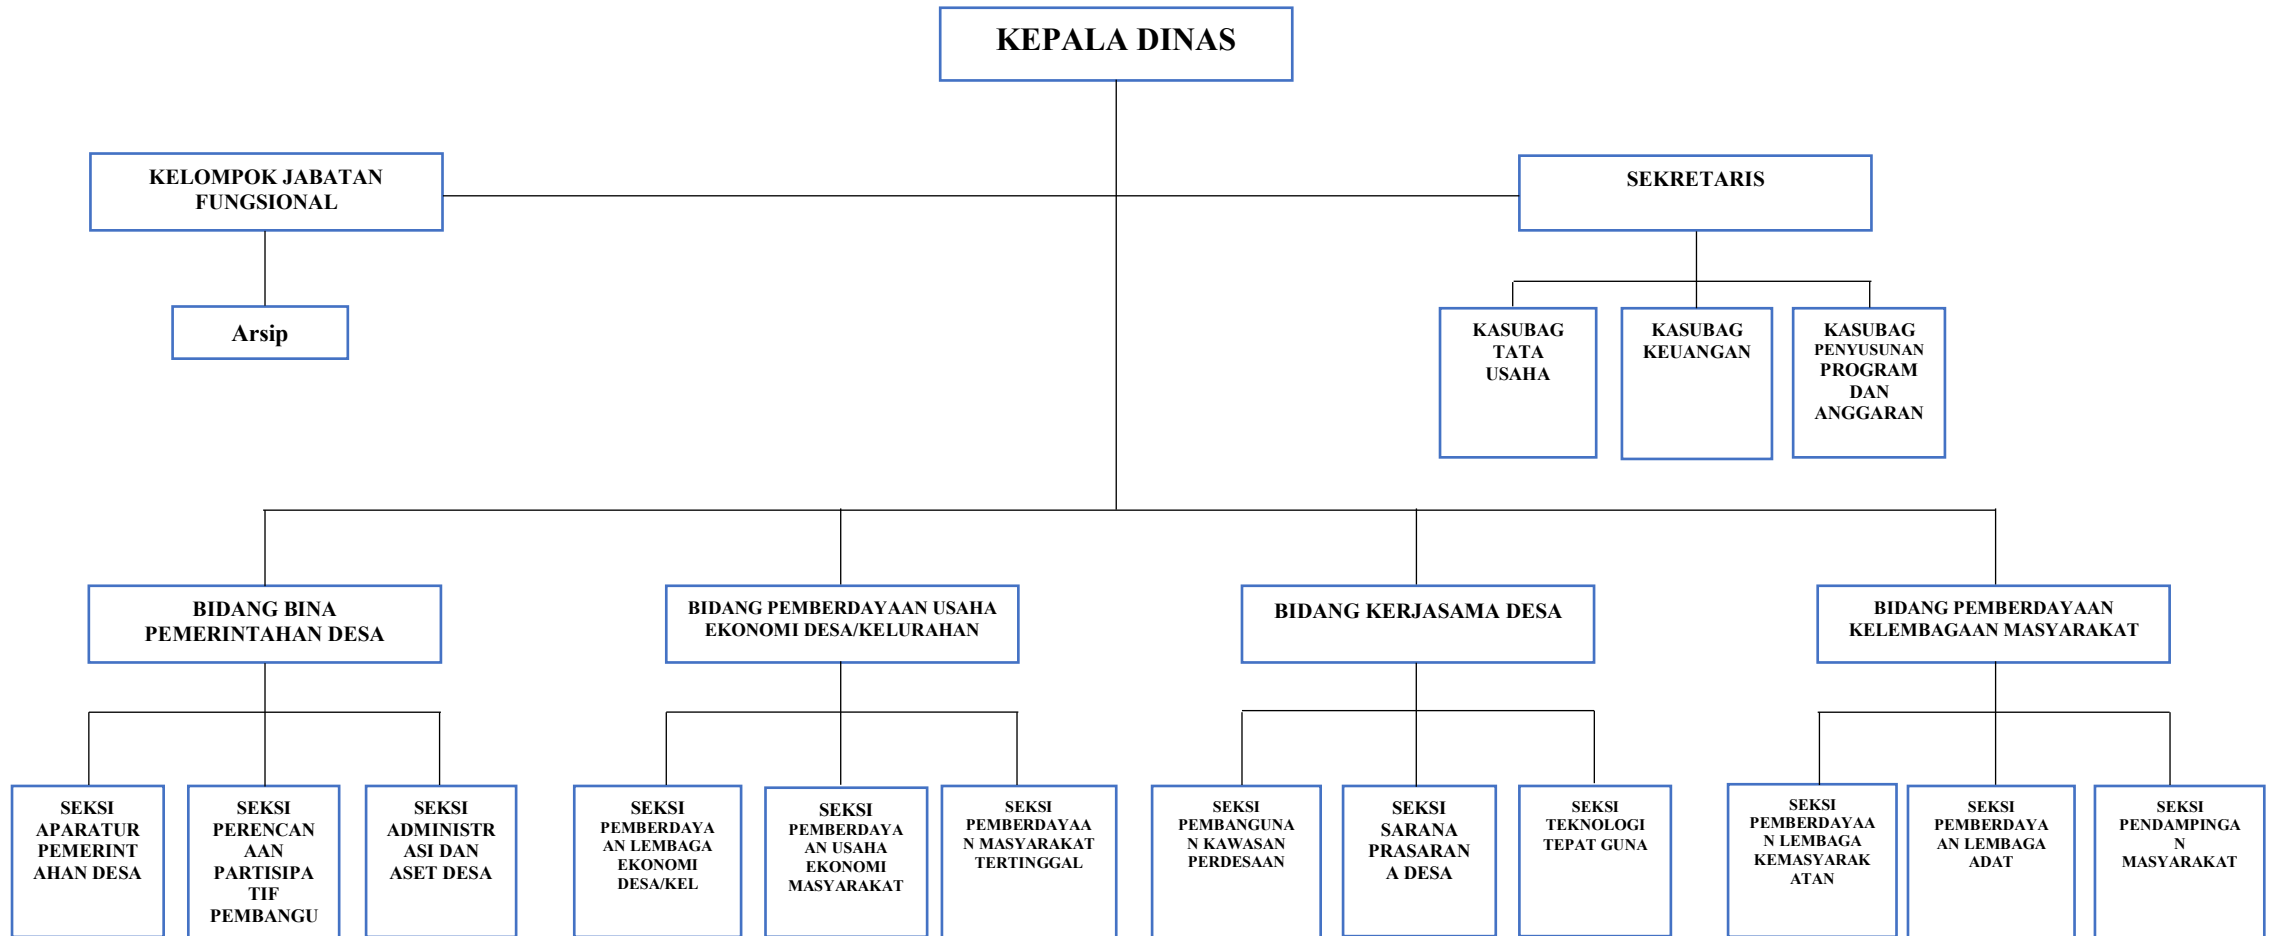 KEPALA DINAS
KELOMPOK JABATAN
FUNGSIONAL
SEKRETARIS
Arsip
KASUBAG
TATA
USAHA
KASUBAG
KEUANGAN
KASUBAG
PENYUSUNAN
PROGRAM
DAN
ANGGARAN
BIDANG BINA
PEMERINTAHAN DESA
BIDANG PEMBERDAYAAN USAHA
EKONOMI DESA/KELURAHAN
BIDANG KERJASAMA DESA
BIDANG PEMBERDAYAAN
KELEMBAGAAN MASYARAKAT
SEKSI
APARATUR
PEMERINT
AHAN DESA
SEKSI
PERENCAN
AAN
PARTISIPA
TIF
PEMBANGU
SEKSI
ADMINISTR
ASI DAN
ASET DESA
SEKSI
PEMBERDAYA
AN LEMBAGA
EKONOMI
DESA/KEL
SEKSI
PEMBERDAYA
AN USAHA
EKONOMI
MASYARAKAT
SEKSI
PEMBERDAYAA
N MASYARAKAT
TERTINGGAL
SEKSI
PEMBANGUNA
N KAWASAN
PERDESAAN
SEKSI
SARANA
PRASARAN
A DESA
SEKSI
TEKNOLOGI
TEPAT GUNA
SEKSI
PEMBERDAYAA
N LEMBAGA
KEMASYARAK
ATAN
SEKSI
PEMBERDAYA
AN LEMBAGA
ADAT
SEKSI
PENDAMPINGA
N
MASYARAKAT